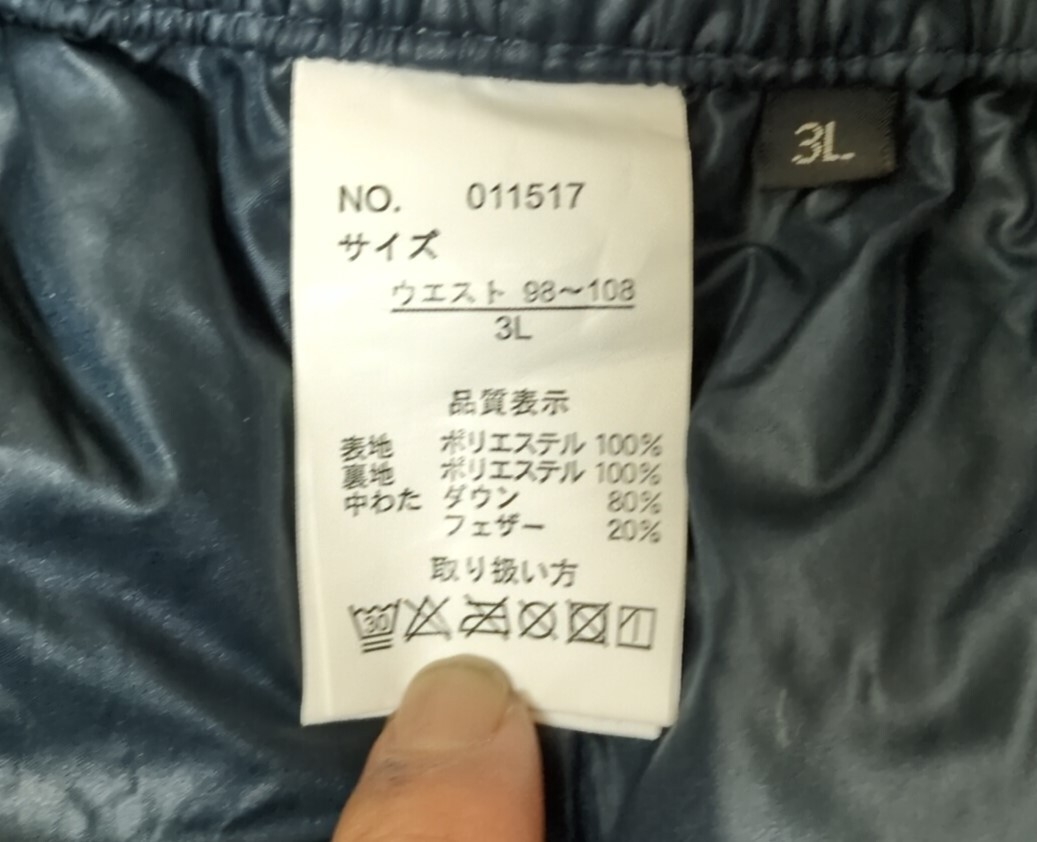 NO. 011517
サイズ
ウエスト 98〜108
3L
品質表示
表地 ポリエステル 100%
裏地 ポリエステル 100%
中わた ダウン 80%
フェザー 20%
取り扱い方
30
3L